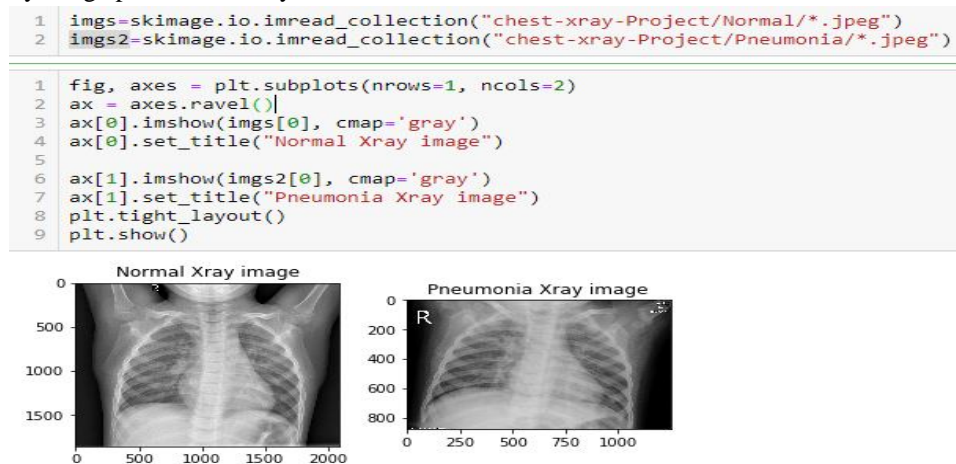 1 imgs=skimage.io.imread_collection("chest-xray-Project/Normal/*.jpeg")
2 imgs2=skimage.io.imread_collection("chest-xray-Project/Pneumonia/*.jpeg")
1 fig, axes = plt.subplots(nrows=1, ncols=2)
2 ax = axes.ravel()
3 ax[0].imshow(imgs[0], cmap='gray')
4 ax[0].set_title("Normal Xray image")
5
6 ax[1].imshow(imgs2[0], cmap='gray')
7 ax[1].set_title("Pneumonia Xray image")
8 plt.tight_layout()
9 plt.show()
Normal Xray image
0
500
1000
1500
0 500 1000 1500 2000
Pneumonia Xray image
R
0
200
400
600
800
0 250 500 750 1000